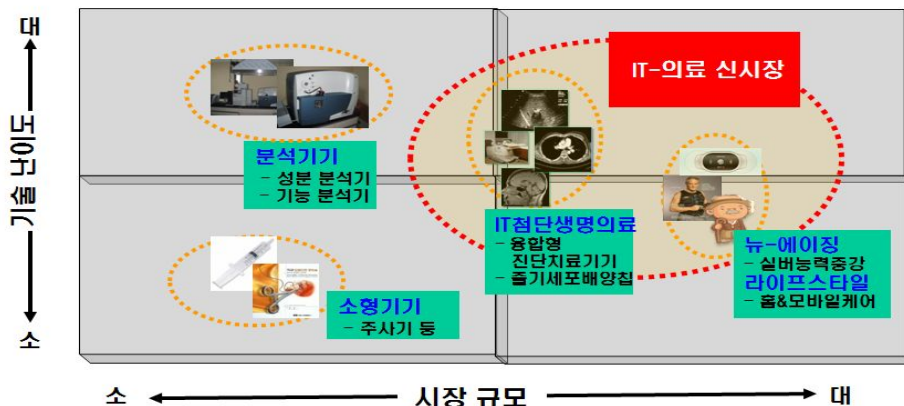 대
기술 난이도
소
IT-의료 신시장
분석기기
- 성분 분석기
- 기능 분석기
IT첨단생명의료
- 융합형
진단치료기기
- 줄기세포배양칩
뉴-에이징
- 실버능력증강
라이프스타일
- 홈&모바일케어
소형기기
- 주사기 등
소
시장 규모
대